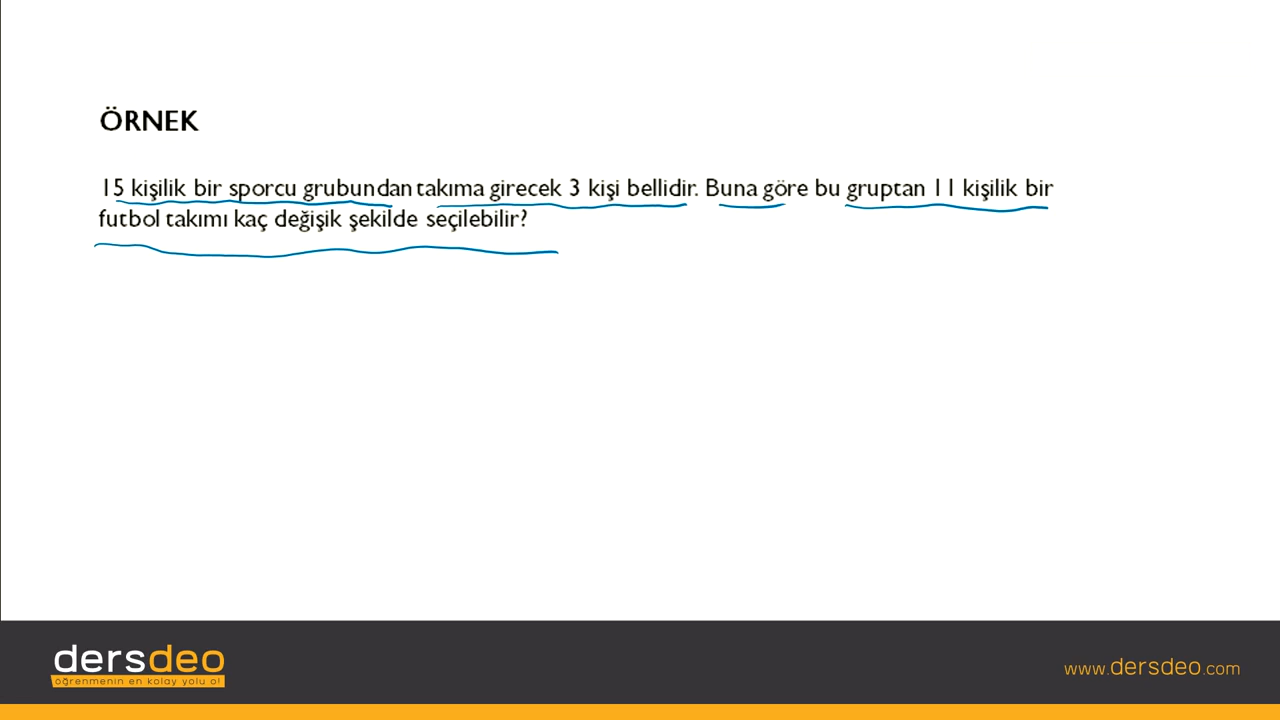 ÖRNEK
15 kişilik bir sporcu grubundan takıma girecek 3 kişi bellidir. Buna göre bu gruptan 11 kişilik bir
futbol takımı kaç değişik şekilde seçilebilir?
dersdeo
öğrenmenin en kolay yolu o!
www.dersdeo.com